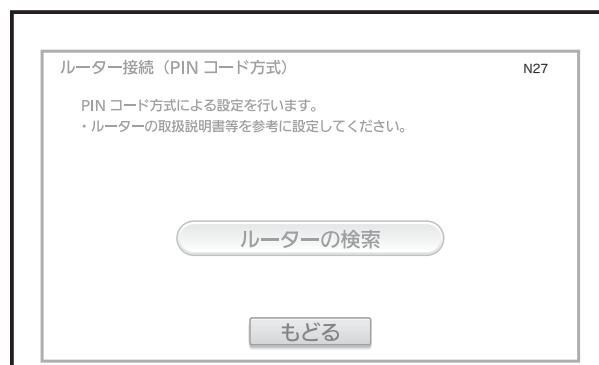 ルーター接続（PIN コード方式）
N27
PIN コード方式による設定を行います。
・ルーターの取扱説明書等を参考に設定してください。
ルーターの検索
もどる